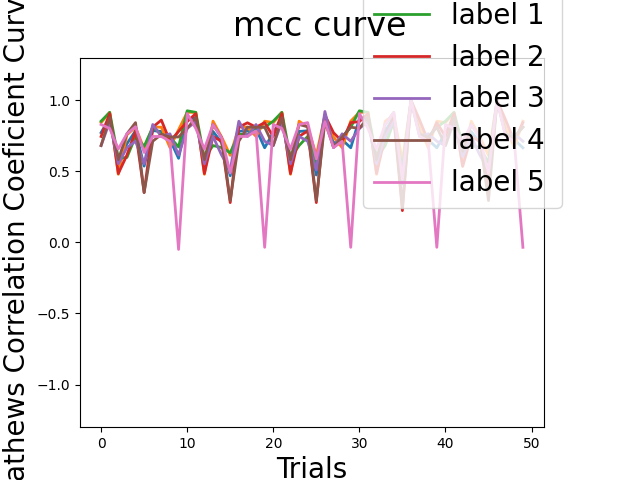 mcc curve
label 1
label 2
label 3
label 4
label 5
athews Correlation Coefficient Curv
1.0
0.5
0.0
−0.5
−1.0
0 10 20 30 40 50
Trials